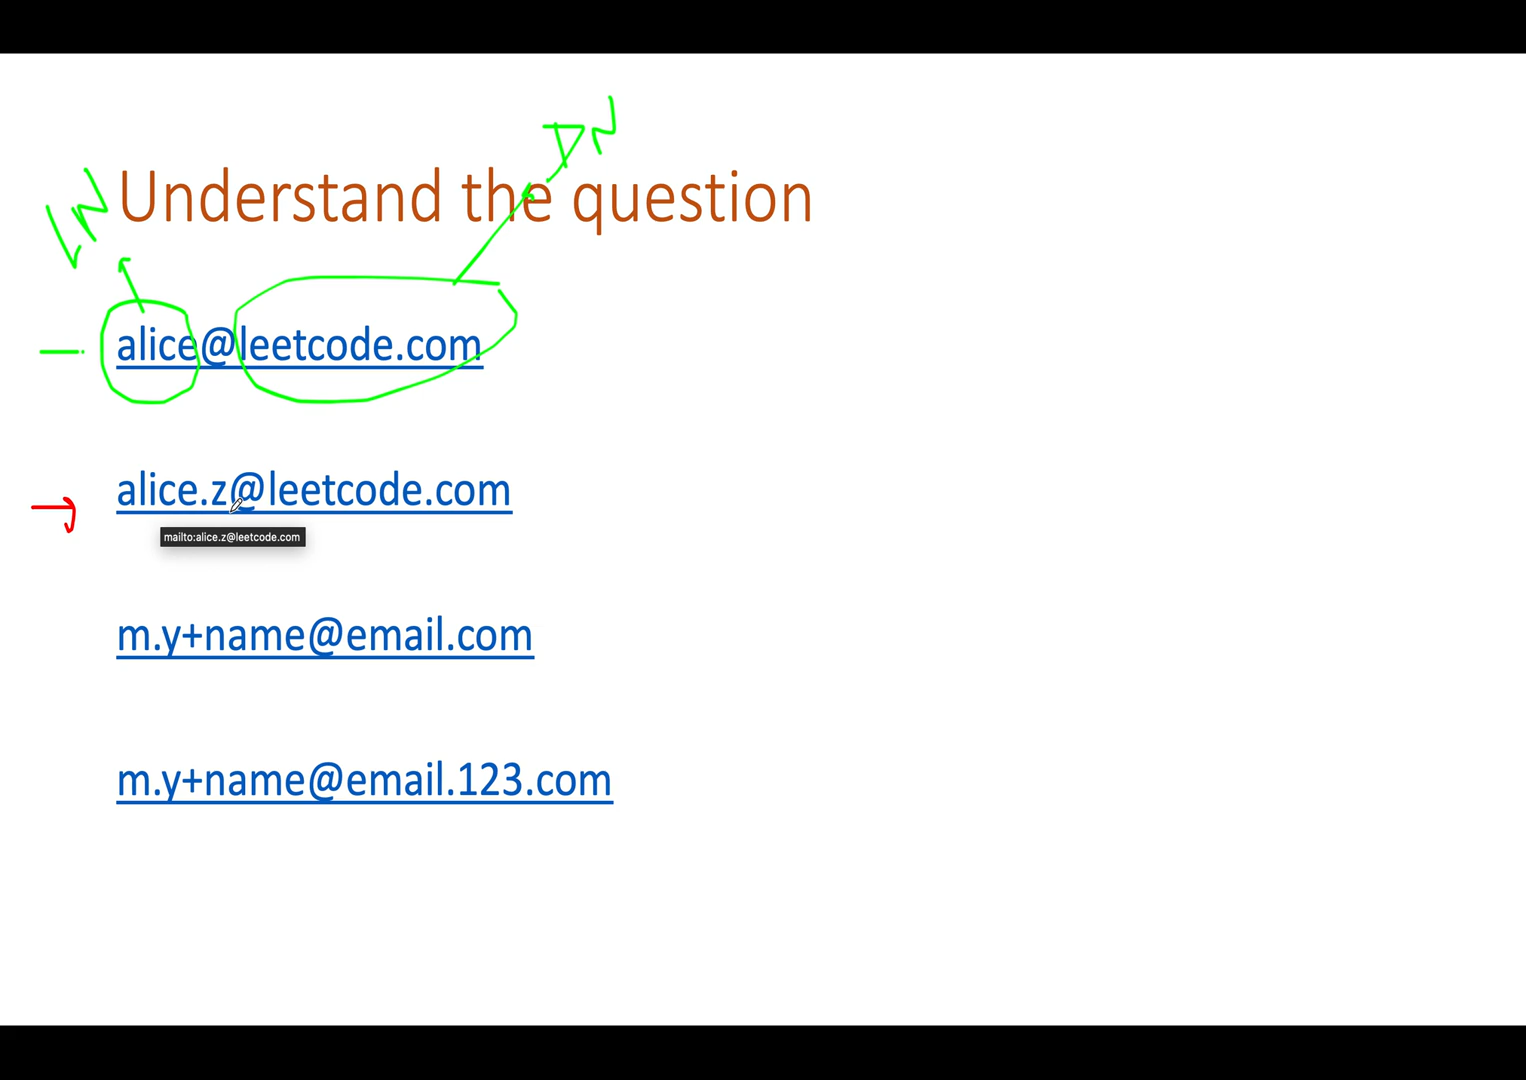 DN
LN
Understand the question
alice@leetcode.com
alice.z@leetcode.com
mailto:alice.z@leetcode.com
m.y+name@email.com
m.y+name@email.123.com